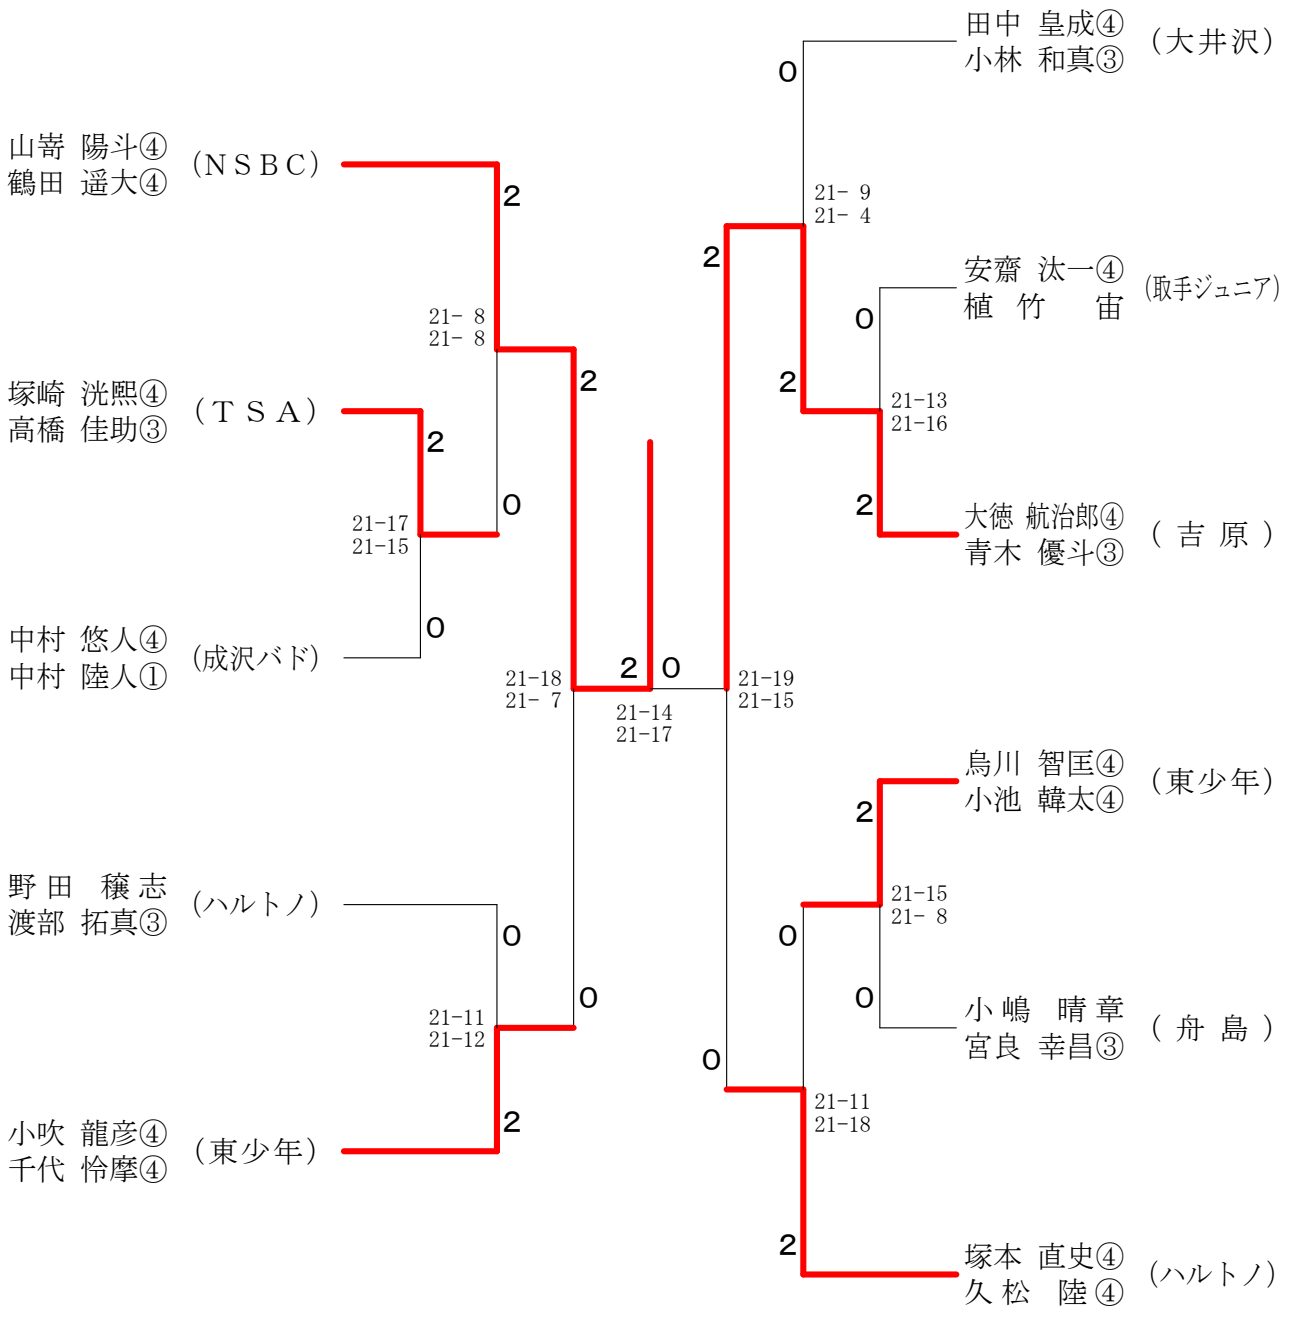 山嵜 陽斗④
鶴田 遥大④
(NSBC)
2
21- 8
21- 8
塚崎 洸熙④
高橋 佳助③
(TSA)
2
0
21-17
21-15
中村 悠人④
中村 陸人①
(成沢バド)
0
2
21-18
21- 7
野田 穣志
渡部 拓真③
(ハルトノ)
0
0
21-11
21-12
小吹 龍彦④
千代 怜摩④
(東少年)
2
2 0
21-14
21-17
田中 皇成④
小林 和真③
(大井沢)
0
21- 9
21- 4
2
安齋 汰一④
植竹 宙
(取手ジュニア)
0
2
21-13
21-16
2
大徳 航治郎④
青木 優斗③
(吉原)
21-19
21-15
烏川 智匡④
小池 韓太④
(東少年)
2
21-15
21- 8
0
0
小嶋 晴章
宮良 幸昌③
(舟島)
0
21-11
21-18
2
塚本 直史④
久松 陸④
(ハルトノ)